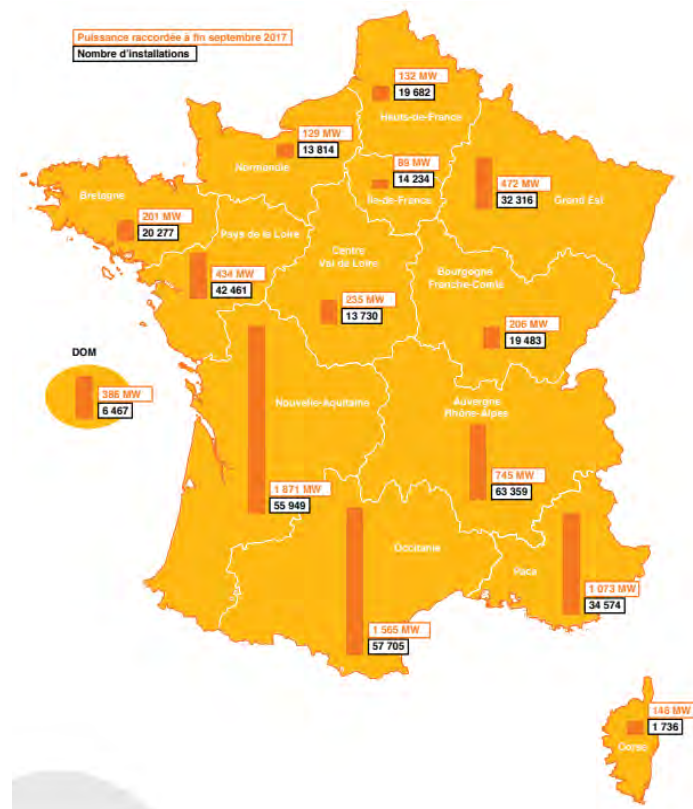 Puissance raccordée à fin septembre 2017
Nombre d'installations
132 MW
19 682
Hauts-de-France
129 MW
13 814
Normandie
89 MW
14 234
Île-de-France
472 MW
32 316
Grand Est
Bretagne
201 MW
20 277
Pays de la Loire
434 MW
42 461
Centre
Val de Loire
235 MW
13 730
Bourgogne
Franche-Comté
206 MW
19 483
DOM
386 MW
6 467
Nouvelle-Aquitaine
1 871 MW
55 949
Auvergne
Rhône-Alpes
745 MW
63 359
Occitanie
1 565 MW
57 705
Paca
1 073 MW
34 574
146 MW
1 736
Corse